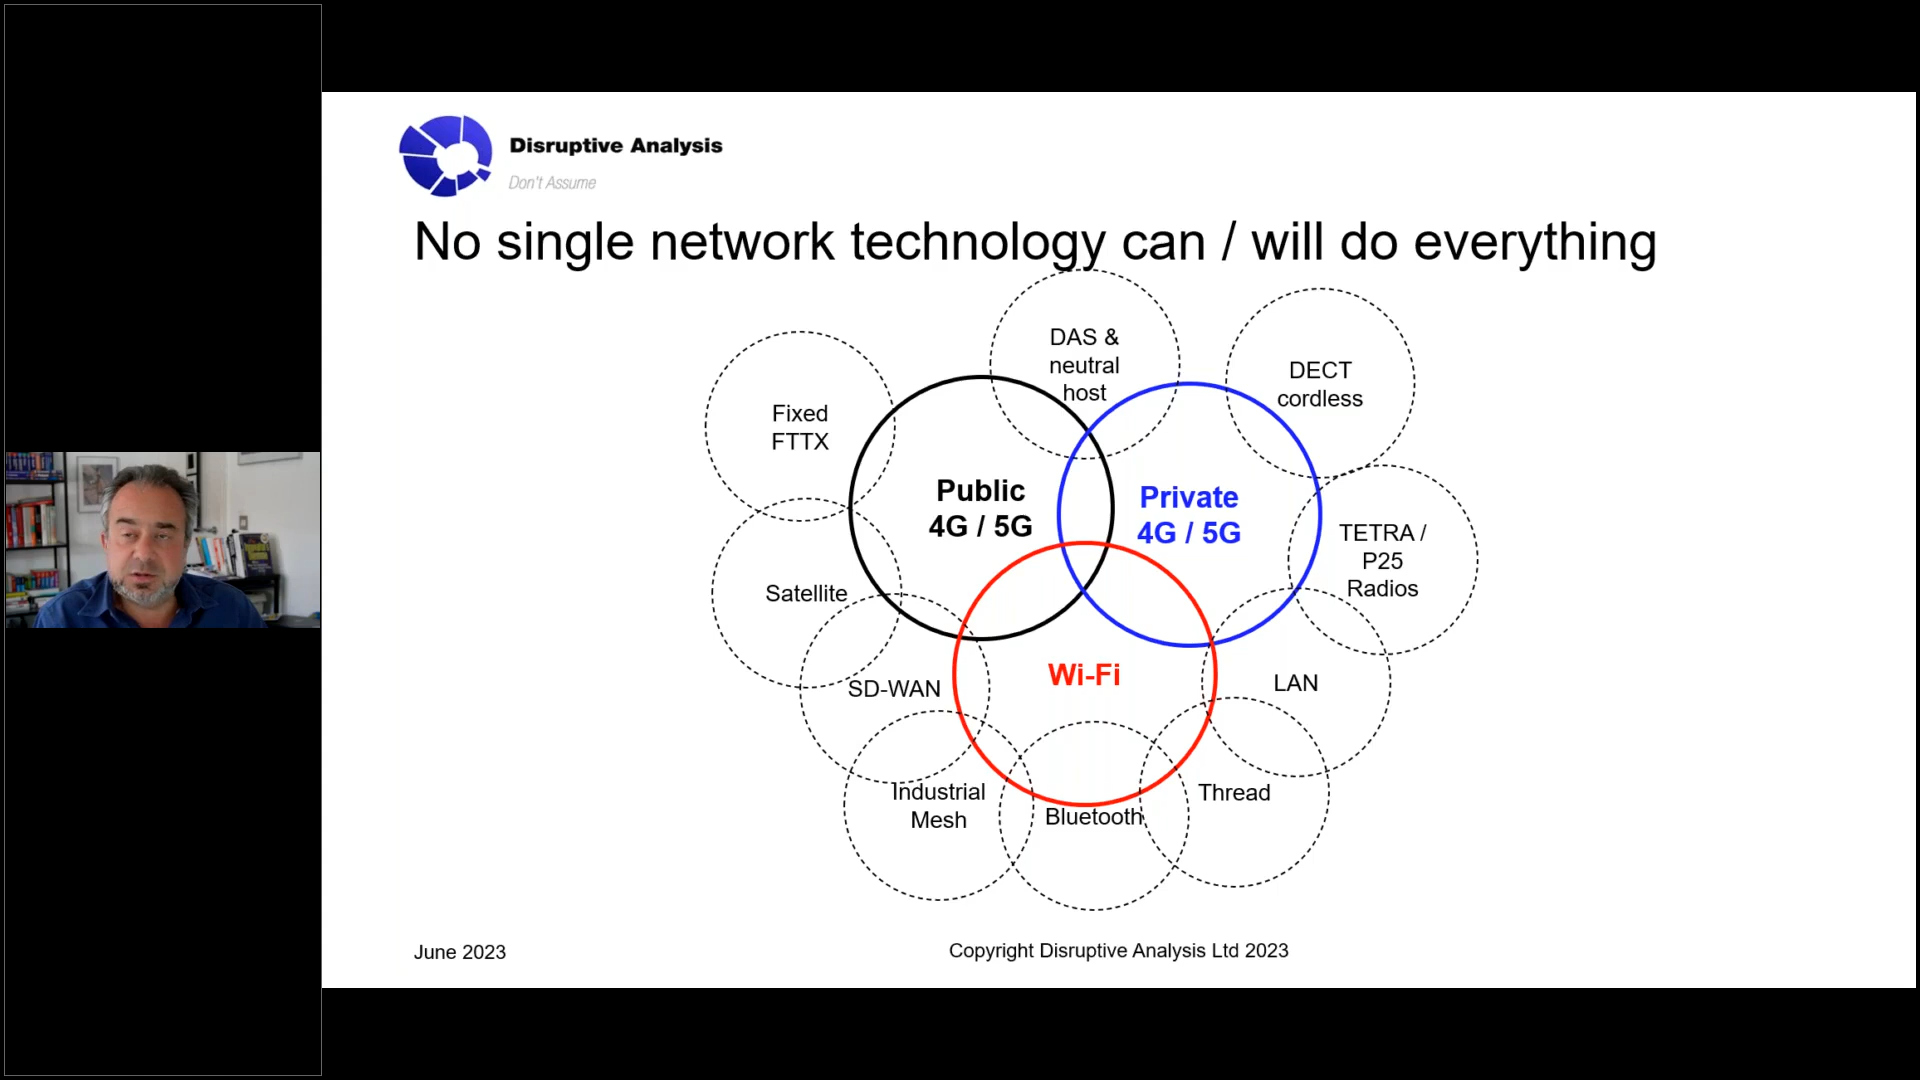 Disruptive Analysis
Don't Assume
No single network technology can / will do everything
DAS &
neutral
host
DECT
cordless
Fixed
FTTX
Public
4G / 5G
Private
4G / 5G
TETRA /
P25
Radios
Satellite
SD-WAN
Wi-Fi
LAN
Industrial
Mesh
Bluetooth
Thread
June 2023
Copyright Disruptive Analysis Ltd 2023